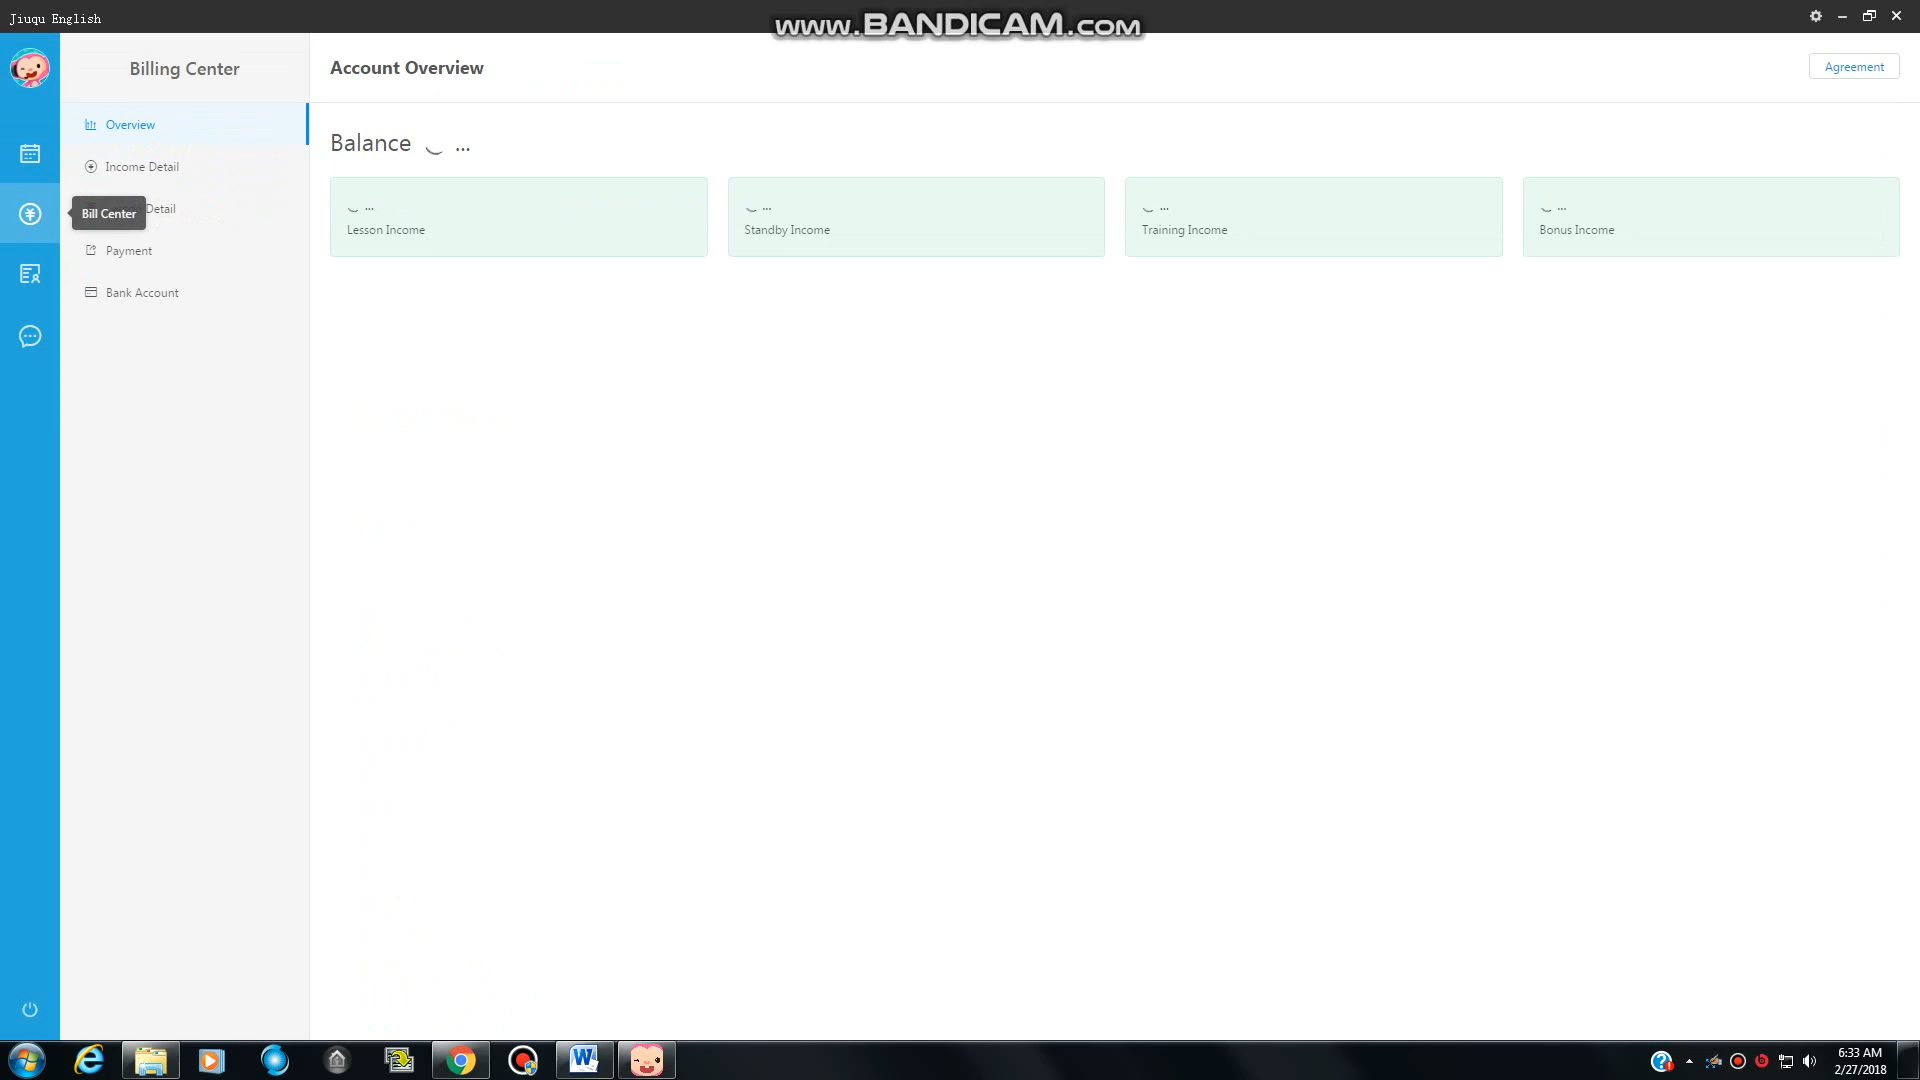 Jiuqu English
www.BANDICAM.com
Billing Center
Account Overview
Agreement
Overview
Balance ...
Income Detail
Bill Center
Detail
... ... ... ...
Lesson Income
Standby Income
Training Income
Bonus Income
Payment
Bank Account
6:33 AM
2/27/2018